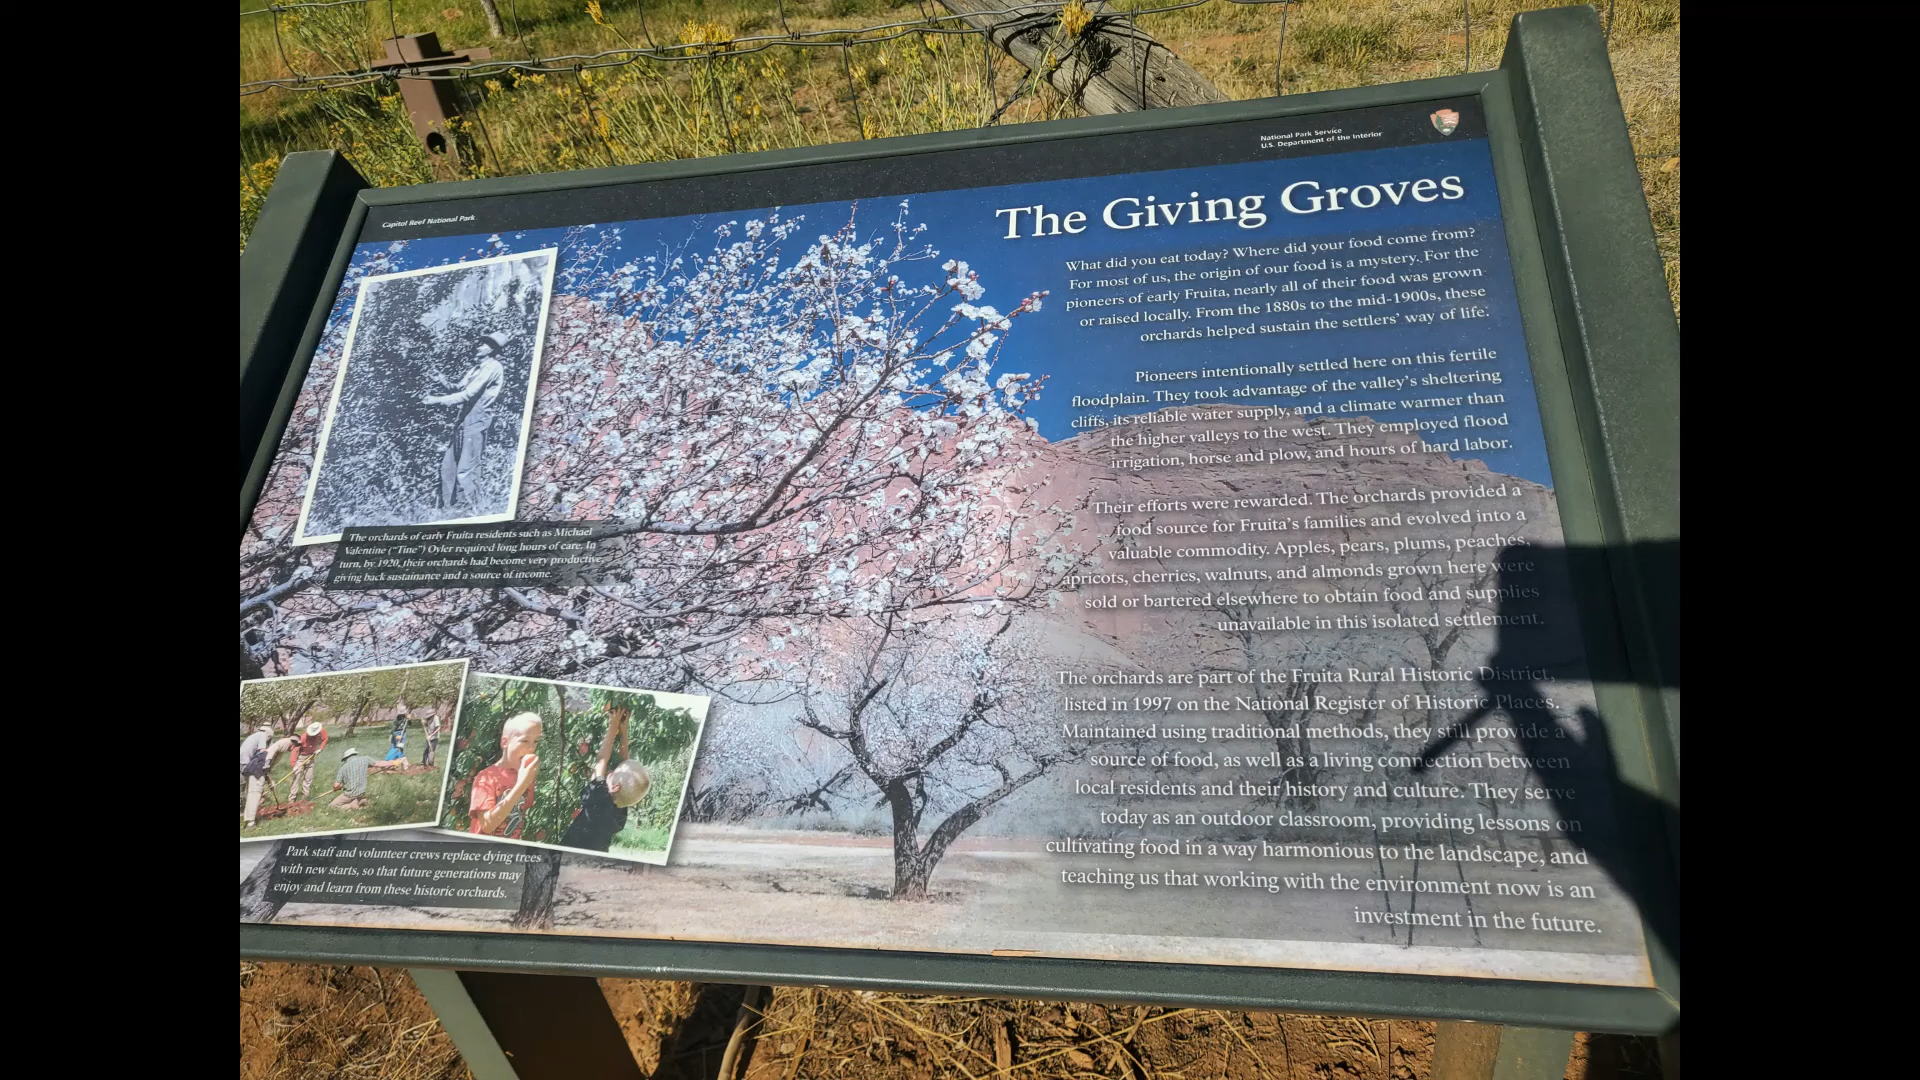 National Park Service
U.S. Department of the Interior
Capitol Reef National Park
The Giving Groves
What did you eat today? Where did your food come from?
For most of us, the origin of our food is a mystery. For the
pioneers of early Fruita, nearly all of their food was grown
or raised locally. From the 1880s to the mid-1900s, these
orchards helped sustain the settlers' way of life.
Pioneers intentionally settled here on this fertile
floodplain. They took advantage of the valley's sheltering
cliffs, its reliable water supply, and a climate warmer than
the higher valleys to the west. They employed flood
irrigation, horse and plow, and hours of hard labor.
Their efforts were rewarded. The orchards provided a
food source for Fruita's families and evolved into a
valuable commodity. Apples, pears, plums, peaches,
apricots, cherries, walnuts, and almonds grown here were
sold or bartered elsewhere to obtain food and supplies
unavailable in this isolated settlement.
The orchards are part of the Fruita Rural Historic District,
listed in 1997 on the National Register of Historic Places.
Maintained using traditional methods, they still provide a
source of food, as well as a living connection between
local residents and their history and culture. They serve
today as an outdoor classroom, providing lessons on
cultivating food in a way harmonious to the landscape, and
teaching us that working with the environment now is an
investment in the future.
The orchards of early Fruita residents such as Michael
Valentine ("Tine") Oyler required long hours of care. In
turn, by 1920, their orchards had become very productive,
giving back sustainance and a source of income.
Park staff and volunteer crews replace dying trees
with new starts, so that future generations may
enjoy and learn from these historic orchards.